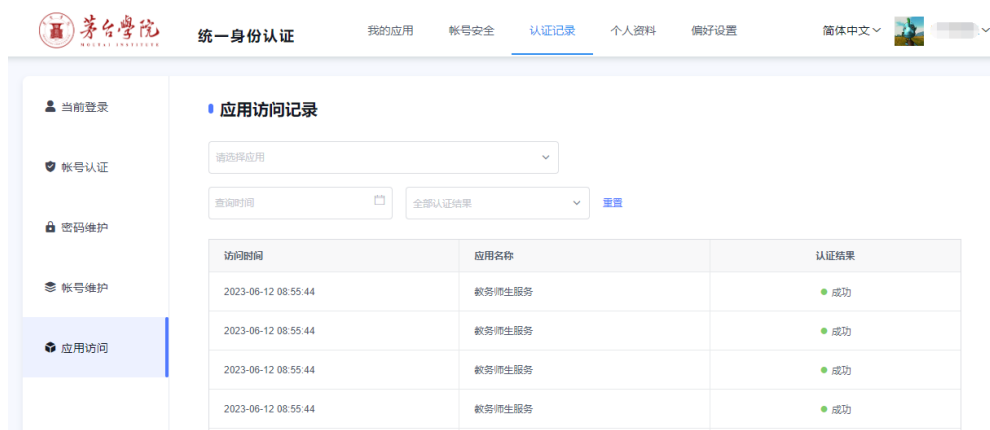 茅台學院
MOUTAI INSTITUTE
统一身份认证
我的应用
帐号安全
认证记录
个人资料
偏好设置
简体中文
当前登录
帐号认证
密码维护
帐号维护
应用访问
应用访问记录
请选择应用
查询时间
全部认证结果
重置
访问时间 应用名称 认证结果
2023-06-12 08:55:44 教务师生服务 成功
2023-06-12 08:55:44 教务师生服务 成功
2023-06-12 08:55:44 教务师生服务 成功
2023-06-12 08:55:44 教务师生服务 成功